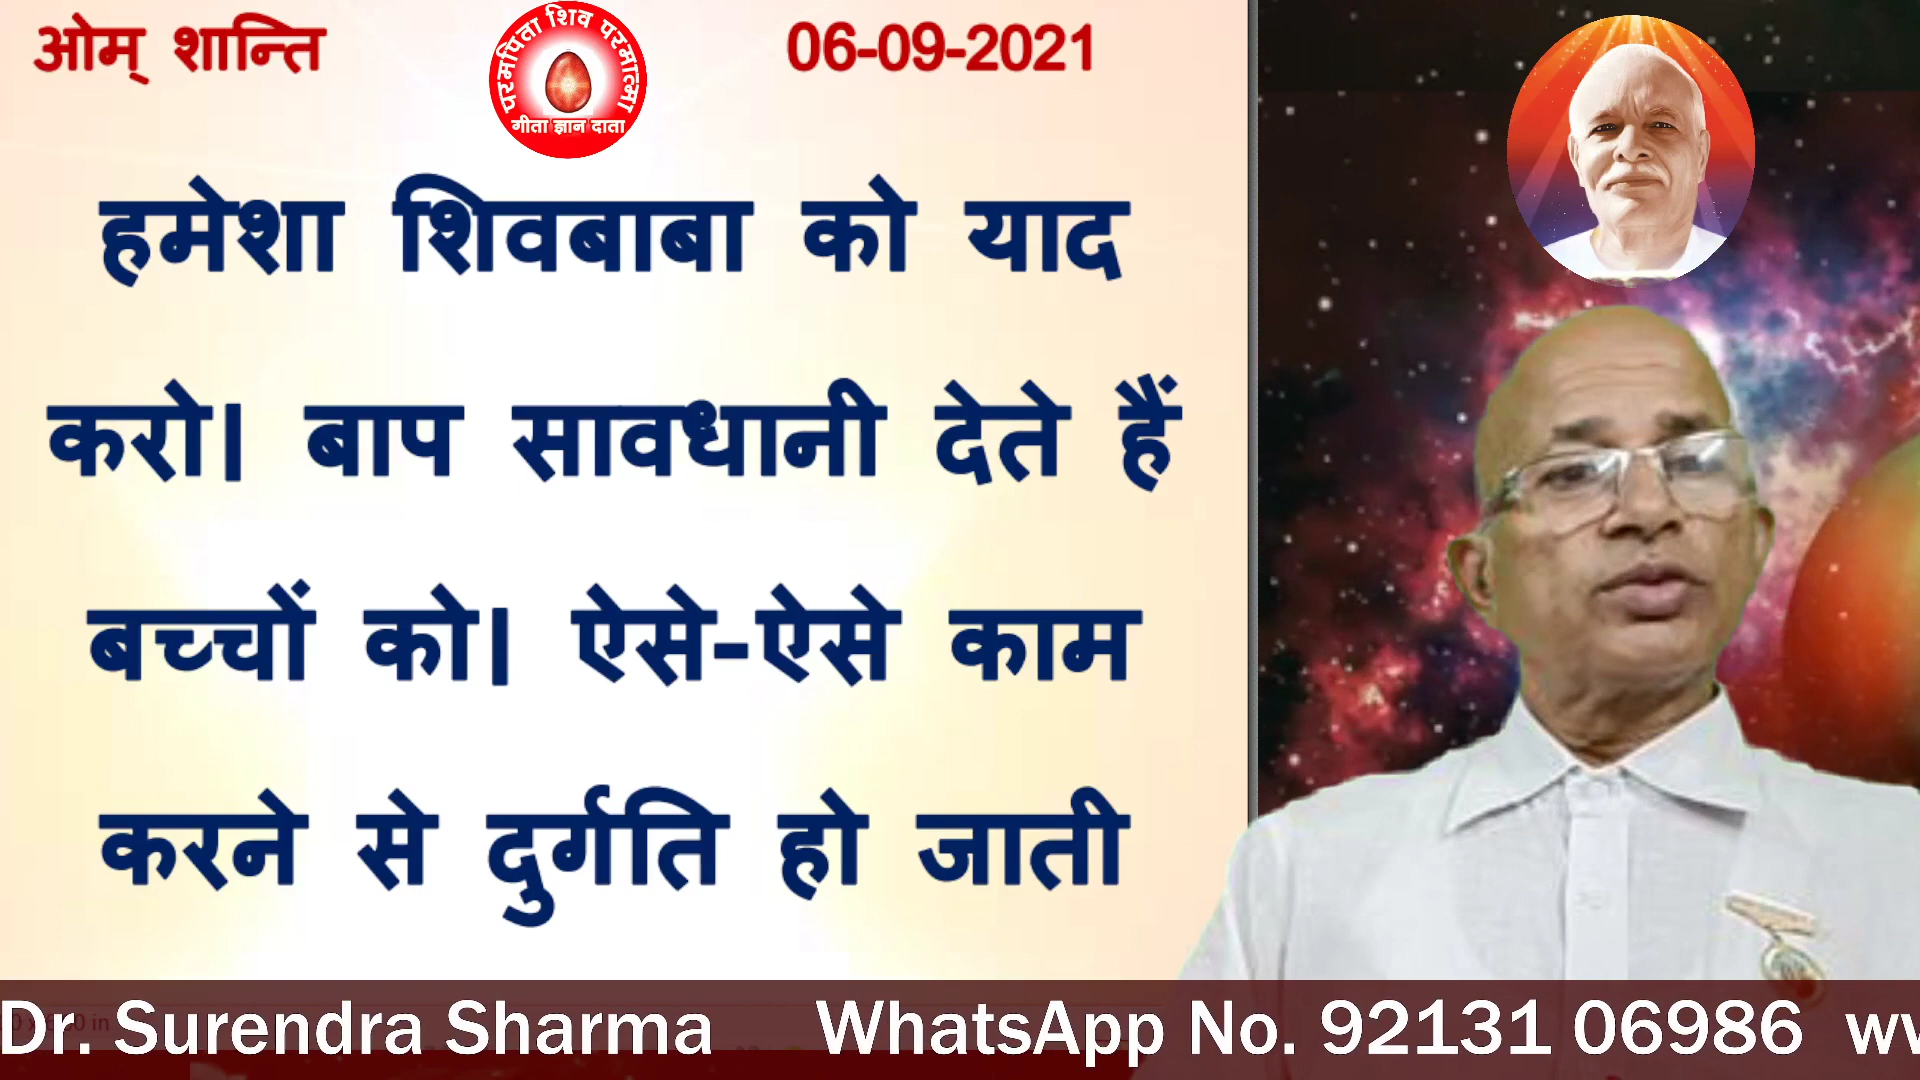 ओम् शान्ति
परमपिता शिव परमात्मा
गीता ज्ञान दाता
06-09-2021
हमेशा शिवबाबा को याद
करो। बाप सावधानी देते हैं
बच्चों को। ऐसे-ऐसे काम
करने से दुर्गति हो जाती
Dr. Surendra Sharma WhatsApp No. 92131 06986